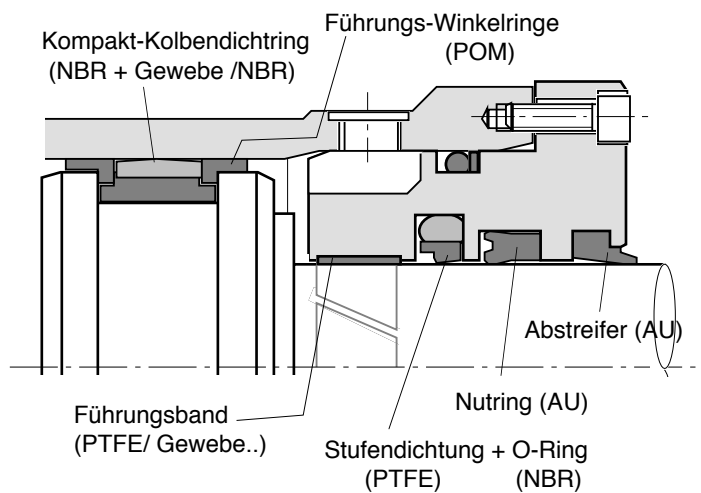 Führungs-Winkelringe
(POM)
Kompakt-Kolbendichtring
(NBR + Gewebe /NBR)
Abstreifer (AU)
Nutring (AU)
Führungsband
(PTFE/ Gewebe..)
Stufendichtung + O-Ring
(PTFE) (NBR)